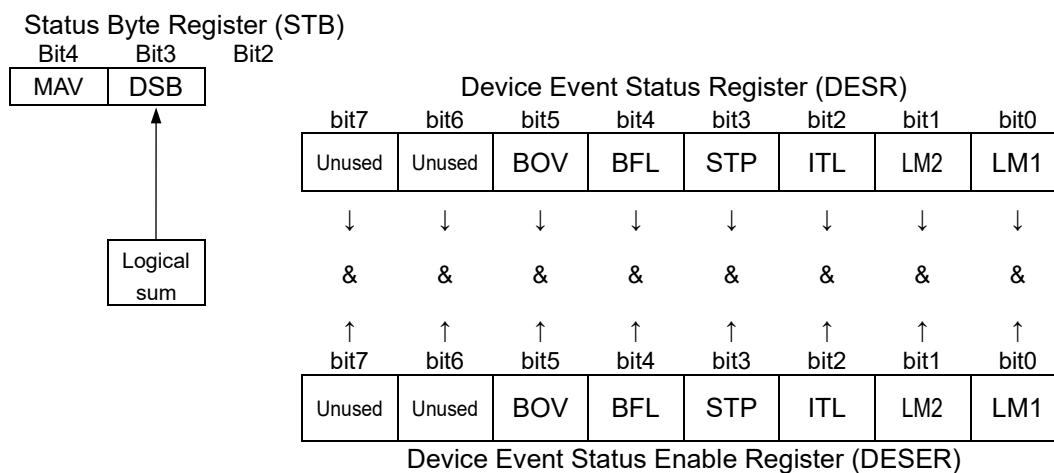 Status Byte Register (STB)
Bit4 Bit3 Bit2
MAV DSB
Device Event Status Register (DESR)
bit7 bit6 bit5 bit4 bit3 bit2 bit1 bit0
Unused Unused BOV BFL STP ITL LM2 LM1
↓ ↓ ↓ ↓ ↓ ↓ ↓ ↓
Logical
sum
& & & & & & & &
↑ ↑ ↑ ↑ ↑ ↑ ↑ ↑
bit7 bit6 bit5 bit4 bit3 bit2 bit1 bit0
Unused Unused BOV BFL STP ITL LM2 LM1
Device Event Status Enable Register (DESER)